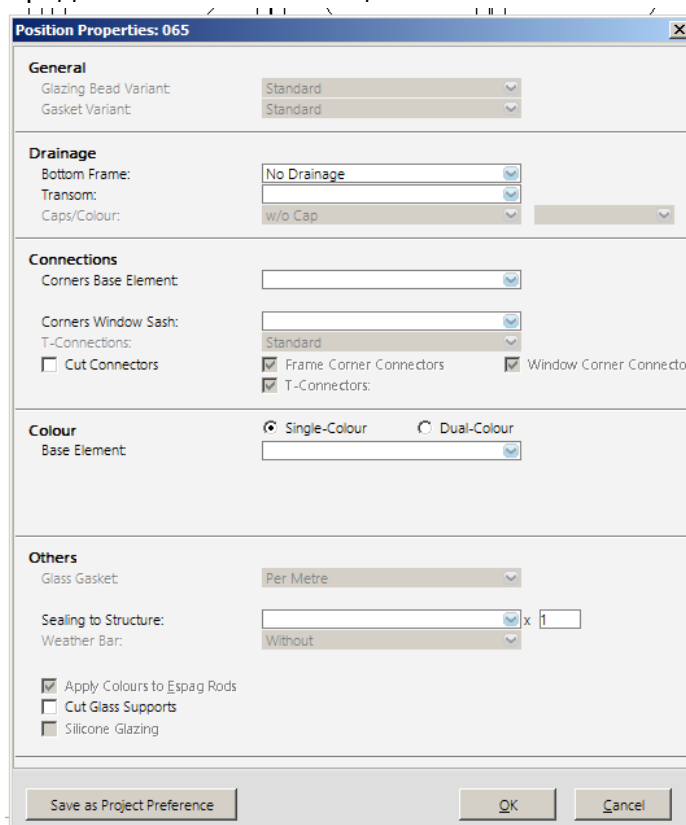 Position Properties: 065
General
Glazing Bead Variant: Standard
Gasket Variant: Standard
Drainage
Bottom Frame: No Drainage
Transom:
Caps/Colour: w/o Cap
Connections
Corners Base Element:
Corners Window Sash:
T-Connections: Standard
Cut Connectors Frame Corner Connectors Window Corner Connecto
T-Connectors:
Colour Single-Colour Dual-Colour
Base Element:
Others
Glass Gasket: Per Metre
Sealing to Structure: x 1
Weather Bar: Without
Apply Colours to Espag Rods
Cut Glass Supports
Silicone Glazing
Save as Project Preference OK Cancel